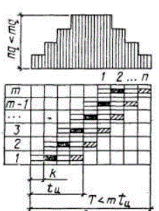 nq < mq
1 2... n
m
m-1
...
3
2
1
k
tц
T < m tц